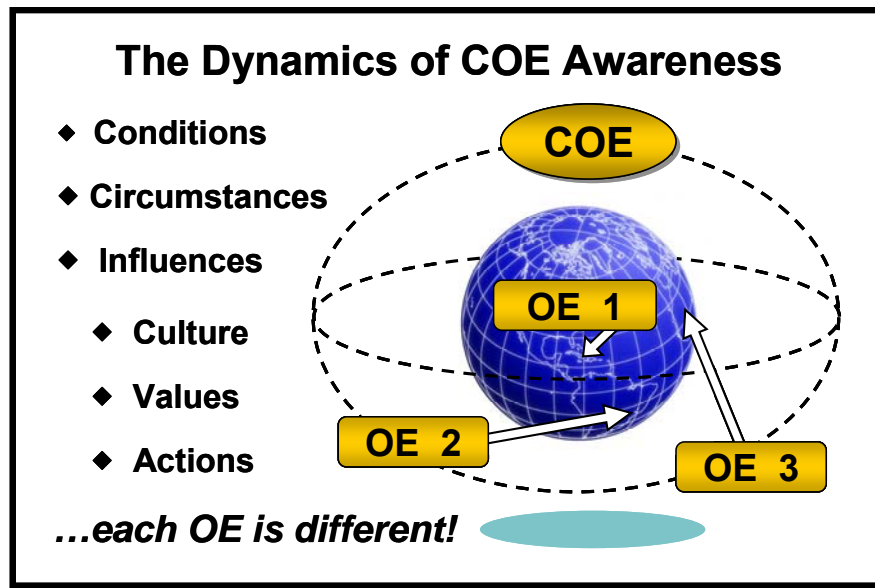 The Dynamics of COE Awareness
◆ Conditions
◆ Circumstances
◆ Influences
◆ Culture
◆ Values
◆ Actions
...each OE is different!
COE
OE 1
OE 2
OE 3